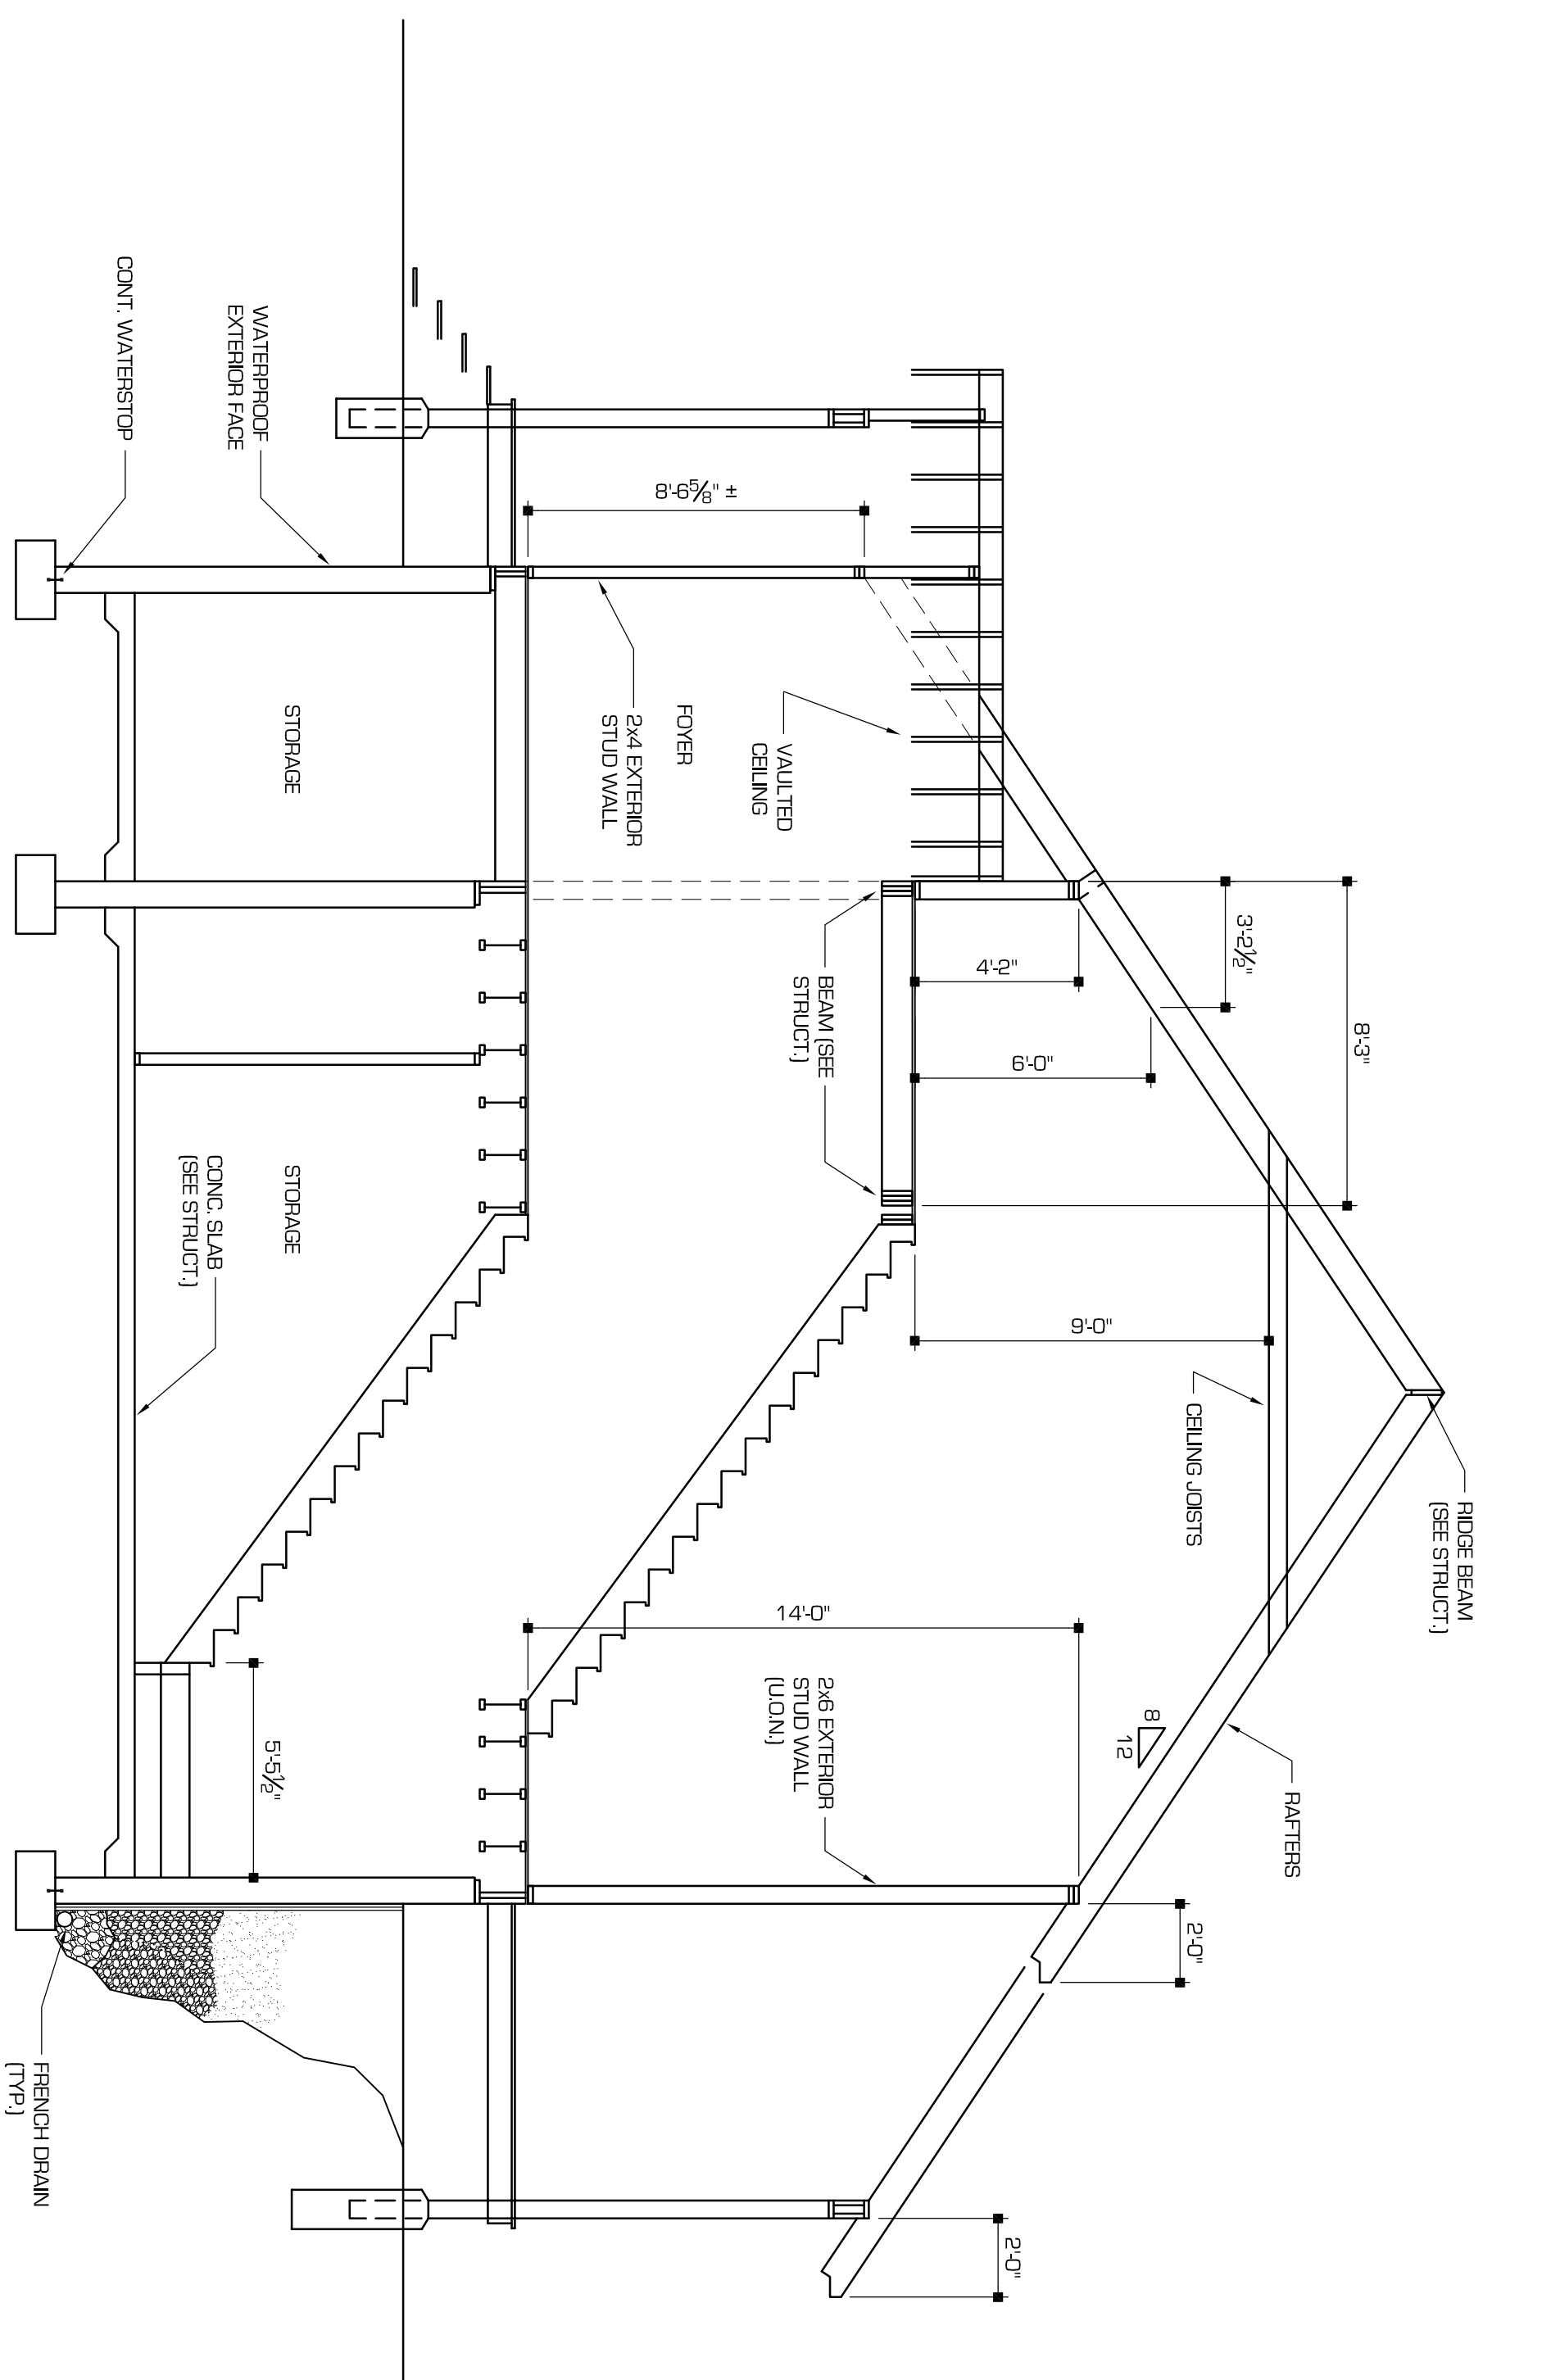 RIDGE BEAM
(SEE STRUCT.)
8'-3"
3'-2½"
RAFTERS
CEILING JOISTS
2'-0"
8
12
6'-0"
9'-0"
4'-2"
2'-0"
14'-0"
BEAM (SEE
STRUCT.)
2x6 EXTERIOR
STUD WALL
(U.O.N.)
VAULTED
CEILING
8'-6⅝" ±
FOYER
2x4 EXTERIOR
STUD WALL
STORAGE
STORAGE
5'-5½"
WATERPROOF
EXTERIOR FACE
CONC. SLAB
(SEE STRUCT.)
CONT. WATERSTOP
FRENCH DRAIN
(TYP.)